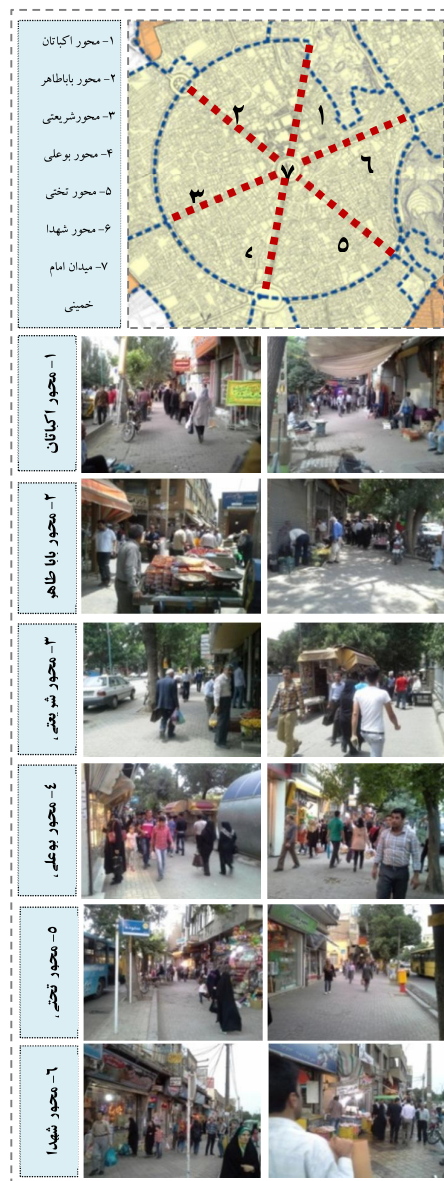 ۱- محور اکباتان
۲- محور باباطاهر
۳- محورشریعتی
۴- محور بوعلی
۵- محور تختی
۶- محور شهدا
۷- میدان امام
خمینی
۱
۲
۶
۷
۳
۵
۱- محور اکباتان
۲- محور بابا طاهر
۳- محور شریعتی،
۴- محور بوعلی،
۵- محور تختی،
۶- محور شهدا